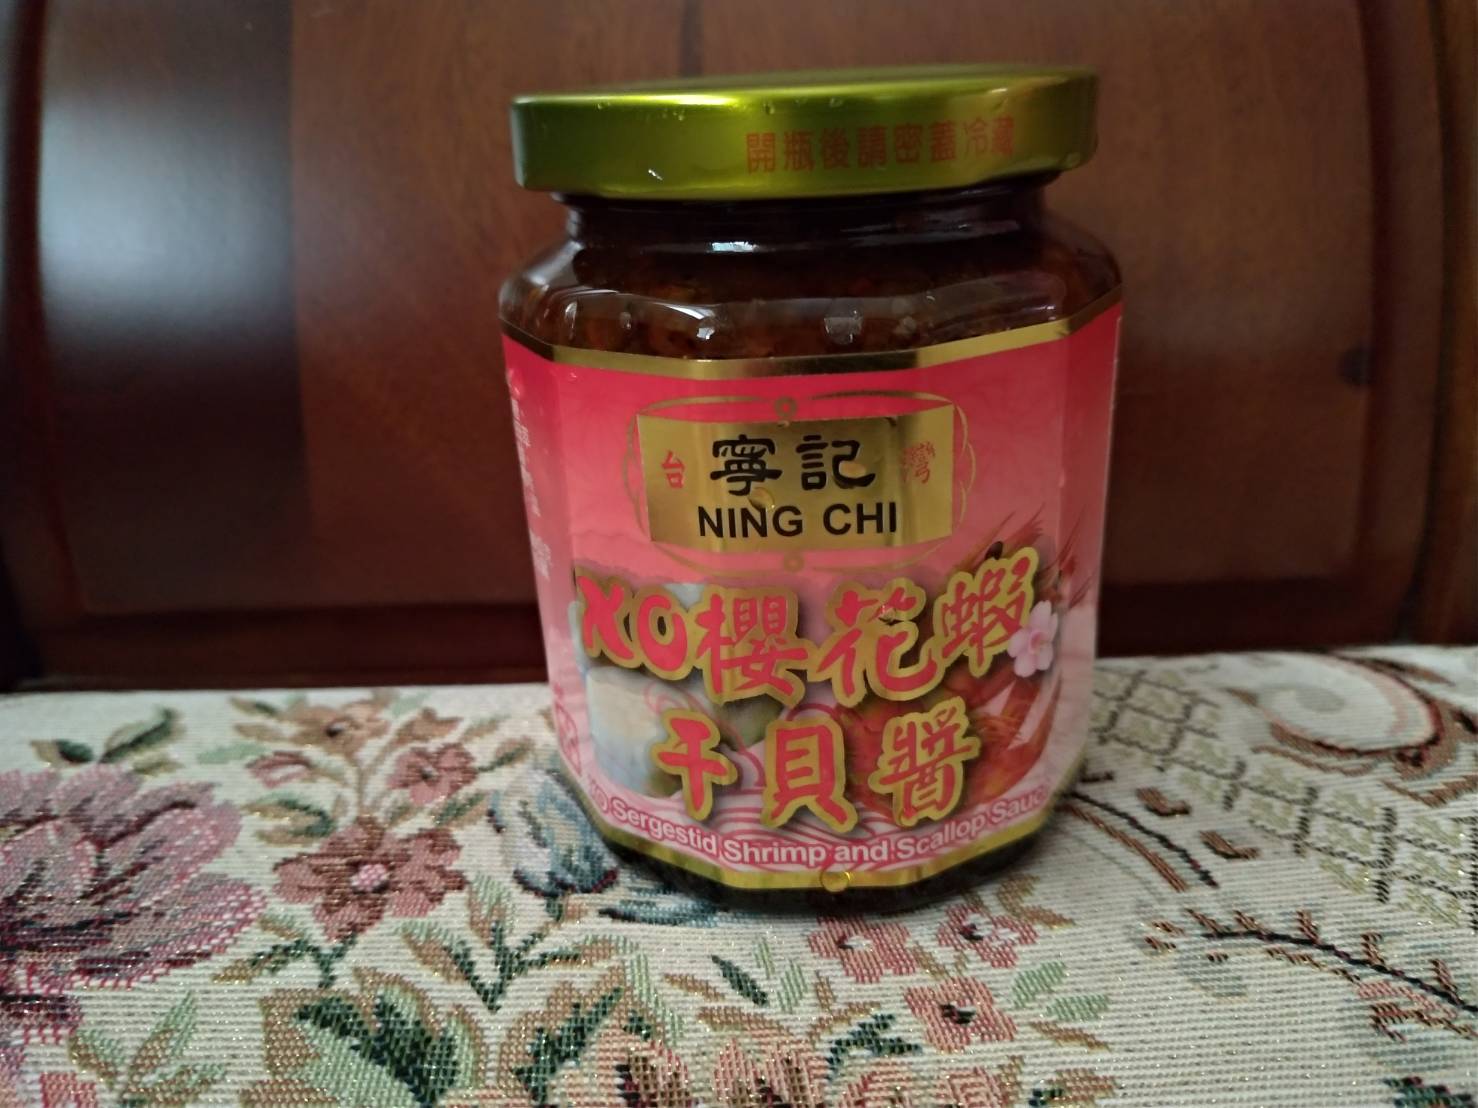 開瓶後請密蓋冷藏
台 寧記 灣
NING CHI
XO櫻花蝦
干貝醬
XO Sergestid Shrimp and Scallop Sauce